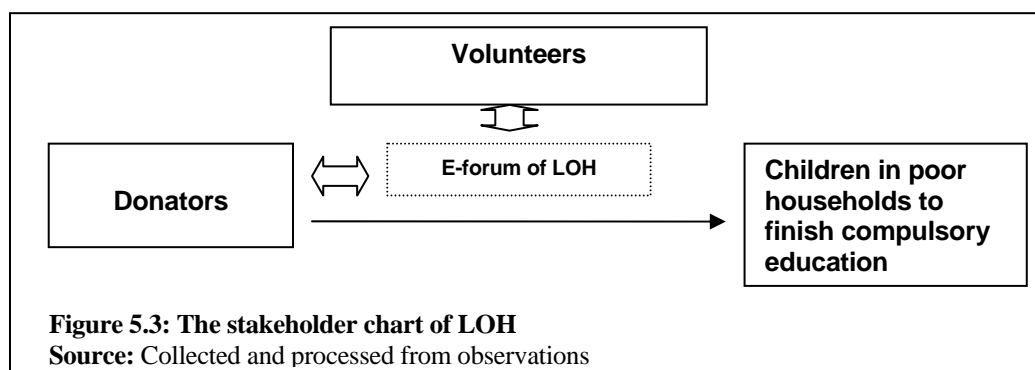 Volunteers
E-forum of LOH
Donators
Children in poor
households to
finish compulsory
education
Figure 5.3: The stakeholder chart of LOH
Source: Collected and processed from observations